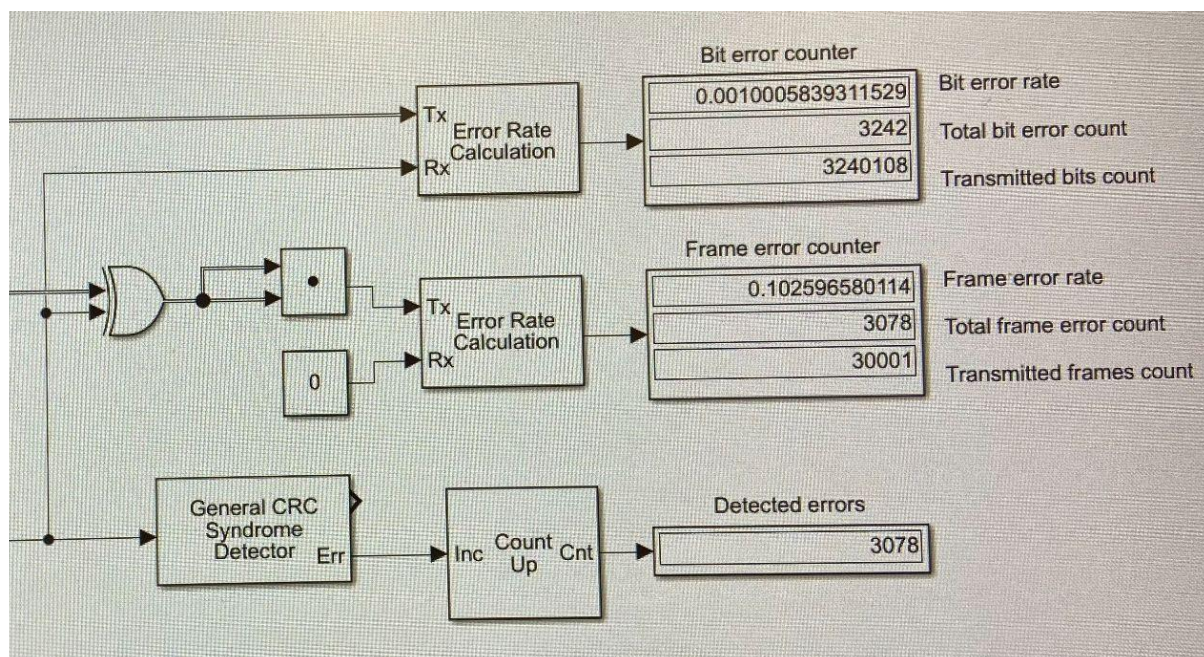 Bit error counter
Tx
Error Rate
Calculation
Rx
0.0010005839311529
3242
3240108
Bit error rate
Total bit error count
Transmitted bits count
Frame error counter
Tx
Error Rate
Calculation
Rx
0
0.102596580114
3078
30001
Frame error rate
Total frame error count
Transmitted frames count
General CRC
Syndrome
Detector
Err
Inc
Count
Up
Cnt
Detected errors
3078